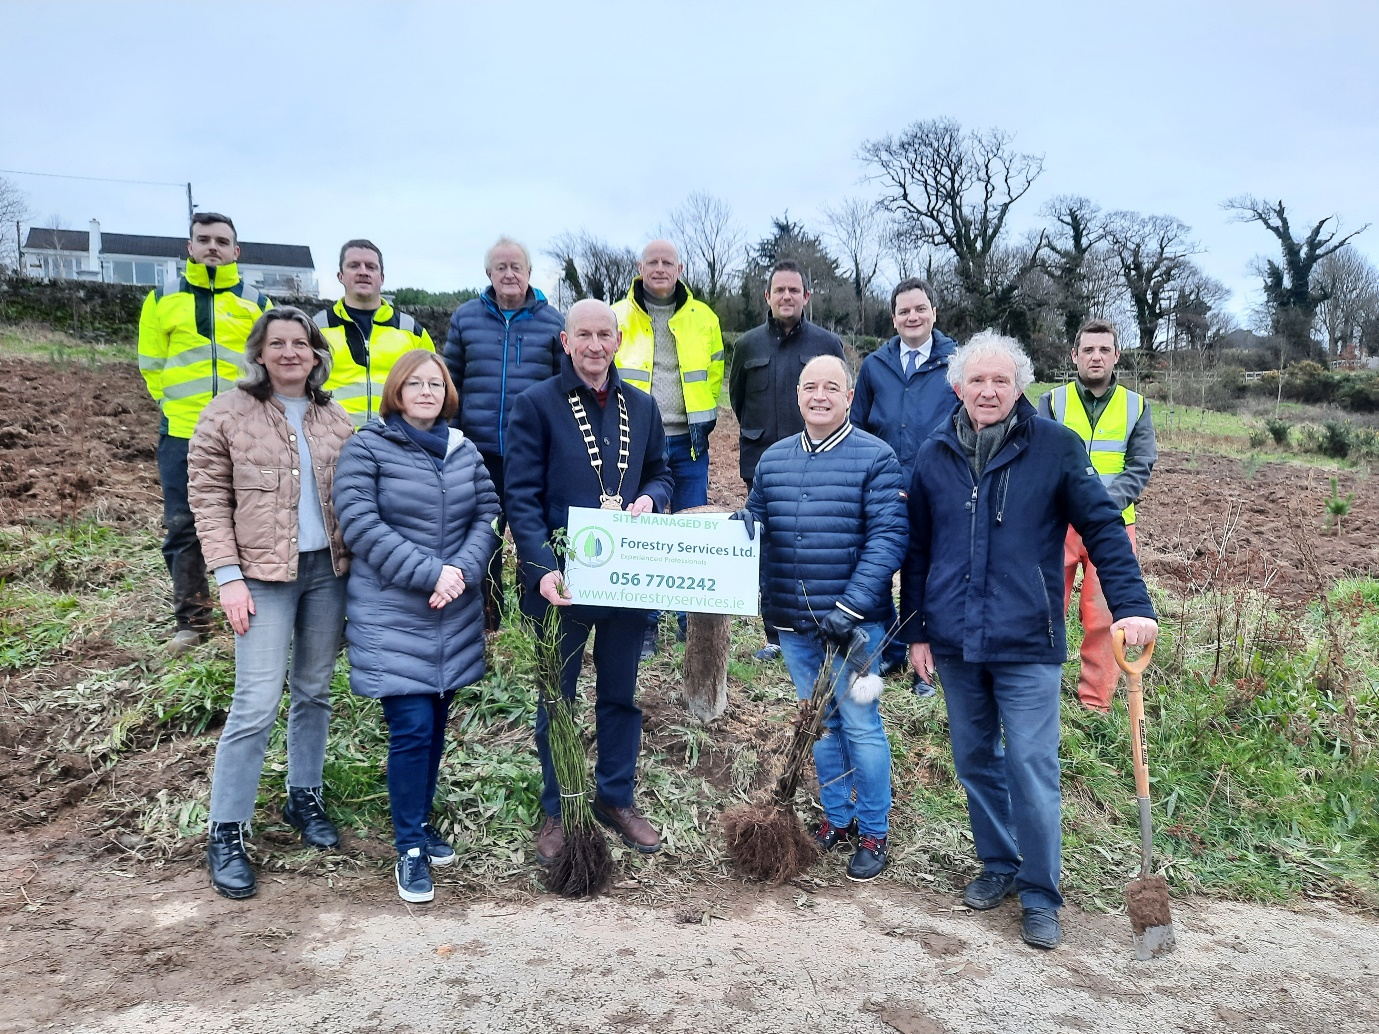 SITE MANAGED BY
Forestry Services Ltd.
Experienced Professionals
056 7702242
www.forestryservices.ie